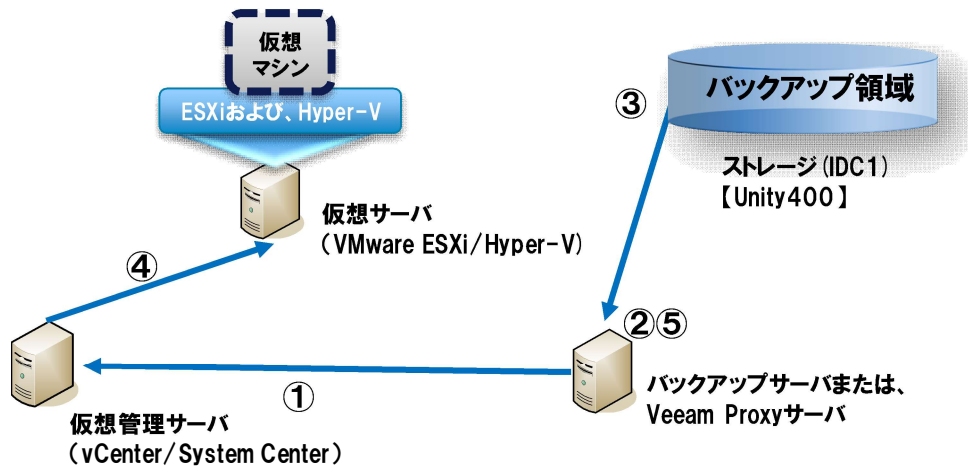 仮想
マシン
ESXiおよび、Hyper-V
バックアップ領域
③
ストレージ(IDC1)
【Unity400】
仮想サーバ
(VMware ESXi/Hyper-V)
④
②⑤
①
バックアップサーバまたは、
Veeam Proxyサーバ
仮想管理サーバ
(vCenter/System Center)